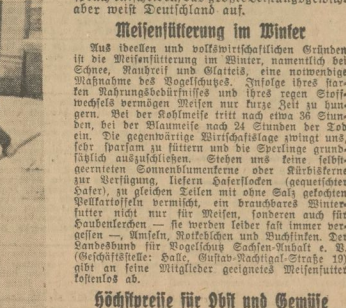 aber weist Deutschland auf.
Meisenfütterung im Winter
Aus ideellen und volkswirtschaftlichen Gründen
ist die Meisenfütterung im Winter, namentlich bei
Schnee, Rauhreif und Glatteis, eine notwendige
Maßnahme des Vogelschutzes. Infolge ihres star-
ken Nahrungsbedürfnisses und ihres regen Stoff-
wechsels vermögen Meisen nur kurze Zeit zu hun-
gern. Bei der Kohlmeise tritt nach etwa 36 Stun-
den, bei der Blaumeise nach 24 Stunden der Tod
ein. Die gegenwärtige Wirtschaftslage zwingt uns,
sehr sparsam zu füttern und die Sperlinge grund-
sätzlich auszuschließen. Stehen uns keine selbst-
geernteten Sonnenblumenkerne oder Kürbiskerne
zur Verfügung, liefern Haferflocken (gequetschter
Hafer), zu gleichen Teilen mit ohne Salz gekochten
Pellkartoffeln vermischt, ein brauchbares Winter-
futter nicht nur für Meisen, sonderen auch für
Haubenlerchen — sie werden leider fast immer ver-
gessen —, Amseln, Rotkehlchen und Buchfinken. Der
Landesbund für Vogelschutz Sachsen-Anhalt e. V.
(Geschäftsstelle: Halle, Gustav-Nachtigal-Straße 19)
gibt an seine Mitglieder geeignetes Meisenfutter
kostenlos ab.
Höchstpreise für Obst und Gemüse